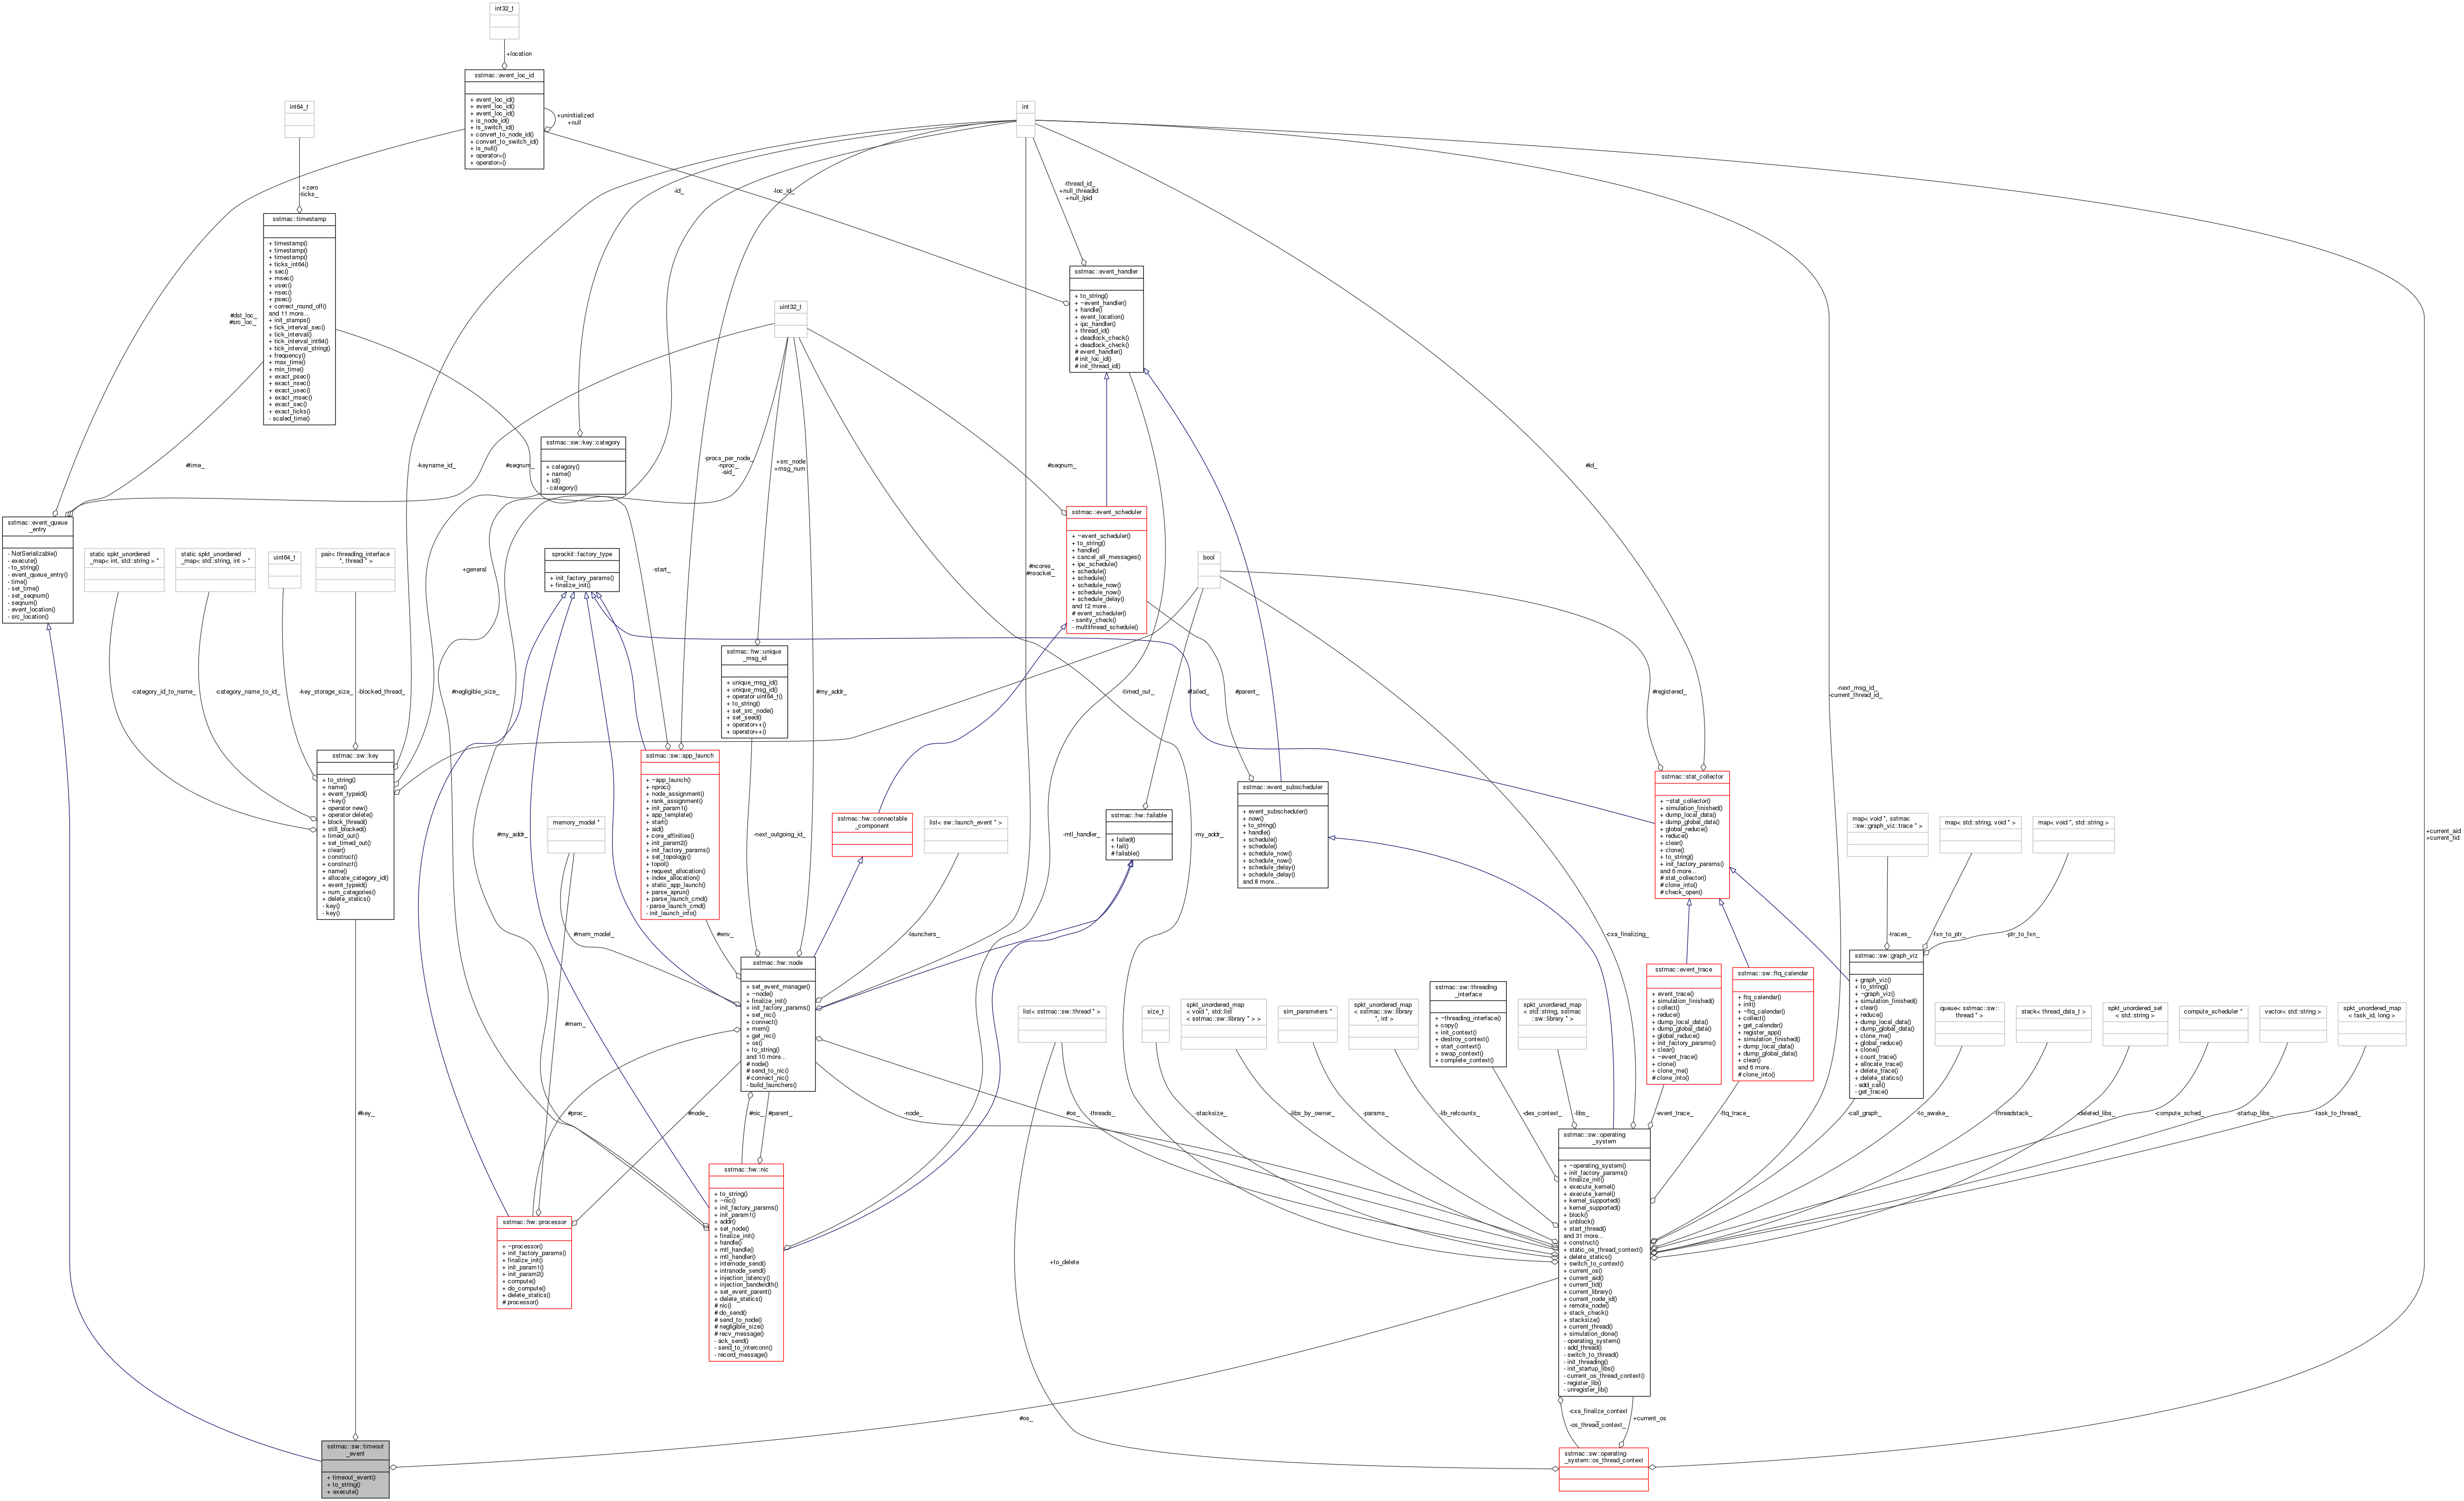 int32_t
+location
sstmac::event_loc_id
+ event_loc_id()
+ event_loc_id()
+ event_loc_id()
+ is_node_id()
+ is_switch_id()
+ convert_to_node_id()
+ convert_to_switch_id()
+ is_null()
+ operator=()
+ operator=()
+uninitialized
+null
int64_t
+zero
-ticks_
int
-id_
-loc_id_
-thread_id_
+null_threadid
+null_lpid
sstmac::timestamp
+ timestamp()
+ timestamp()
+ timestamp()
+ ticks_int64()
+ sec()
+ msec()
+ usec()
+ nsec()
+ psec()
+ correct_round_off()
and 11 more...
+ init_stamps()
+ tick_interval_sec()
+ tick_interval()
+ tick_interval_int64()
+ tick_interval_string()
+ frequency()
+ max_time()
+ min_time()
+ exact_psec()
+ exact_nsec()
+ exact_usec()
+ exact_msec()
+ exact_sec()
+ exact_ticks()
- scaled_time()
#dst_loc_
#src_loc_
sstmac::event_handler
+ to_string()
+ ~event_handler()
+ handle()
+ event_location()
+ ipc_handler()
+ thread_id()
+ deadlock_check()
+ deadlock_check()
# event_handler()
# init_loc_id()
# init_thread_id()
uint32_t
+current_aid
+current_tid
sstmac::sw::key::category
+ category()
+ name()
+ id()
- category()
#time_
-keyname_id_
#seqnum_
-procs_per_node_
-nproc_
-aid_
+src_node
+msg_num
#seqnum_
#id_
sstmac::event_queue
_entry
- NotSerializable()
- execute()
- to_string()
- event_queue_entry()
- time()
- set_time()
- set_seqnum()
- seqnum()
- event_location()
- src_location()
static spkt_unordered
_map< int, std::string > *
static spkt_unordered
_map< std::string, int > *
uint64_t
pair< threading_interface
*, thread * >
+general
sprockit::factory_type
+ init_factory_params()
+ finalize_init()
-start_
#ncores_
#nsocket_
sstmac::event_scheduler
+ ~event_scheduler()
+ to_string()
+ handle()
+ cancel_all_messages()
+ ipc_schedule()
+ schedule()
+ schedule()
+ schedule_now()
+ schedule_now()
+ schedule_delay()
and 12 more...
# event_scheduler()
- sanity_check()
- multithread_schedule()
bool
sstmac::hw::unique
_msg_id
+ unique_msg_id()
+ unique_msg_id()
+ operator uint64_t()
+ to_string()
+ set_src_node()
+ set_seed()
+ operator++()
+ operator++()
-category_id_to_name_
-category_name_to_id_
-key_storage_size_
-blocked_thread_
#negligible_size_
#my_addr_
-timed_out_
#failed_
#parent_
#registered_
-next_msg_id_
-current_thread_id_
sstmac::sw::key
+ to_string()
+ name()
+ event_typeid()
+ ~key()
+ operator new()
+ operator delete()
+ block_thread()
+ still_blocked()
+ timed_out()
+ set_timed_out()
+ clear()
+ construct()
+ construct()
+ name()
+ allocate_category_id()
+ event_typeid()
+ num_categories()
+ delete_statics()
- key()
- key()
sstmac::sw::app_launch
+ ~app_launch()
+ nproc()
+ node_assignment()
+ rank_assignment()
+ init_param1()
+ app_template()
+ start()
+ aid()
+ core_affinities()
+ init_param2()
+ init_factory_params()
+ set_topology()
+ topol()
+ request_allocation()
+ index_allocation()
+ static_app_launch()
+ parse_aprun()
+ parse_launch_cmd()
- parse_launch_cmd()
- init_launch_info()
sstmac::stat_collector
+ ~stat_collector()
+ simulation_finished()
+ dump_local_data()
+ dump_global_data()
+ global_reduce()
+ reduce()
+ clear()
+ clone()
+ to_string()
+ init_factory_params()
and 6 more...
# stat_collector()
# clone_into()
# check_open()
sstmac::event_subscheduler
+ event_subscheduler()
+ now()
+ to_string()
+ handle()
+ schedule()
+ schedule()
+ schedule_now()
+ schedule_now()
+ schedule_delay()
+ schedule_delay()
and 8 more...
#my_addr_
memory_model *
-next_outgoing_id_
sstmac::hw::connectable
_component
list< sw::launch_event * >
-mtl_handler_
sstmac::hw::failable
+ failed()
+ fail()
# failable()
-my_addr_
map< void *, sstmac
::sw::graph_viz::trace * >
map< std::string, void * >
map< void *, std::string >
#mem_model_
#env_
-launchers_
-cxa_finalizing_
-traces_
-fxn_to_ptr_
-ptr_to_fxn_
sstmac::hw::node
+ set_event_manager()
+ ~node()
+ finalize_init()
+ init_factory_params()
+ set_nic()
+ connect()
+ mem()
+ get_nic()
+ os()
+ to_string()
and 10 more...
# node()
# send_to_nic()
# connect_nic()
- build_launchers()
sstmac::sw::graph_viz
+ graph_viz()
+ to_string()
+ ~graph_viz()
+ simulation_finished()
+ clear()
+ reduce()
+ dump_local_data()
+ dump_global_data()
+ clone_me()
+ global_reduce()
+ clone()
+ count_trace()
+ allocate_trace()
+ delete_trace()
+ delete_statics()
- add_call()
- get_trace()
sstmac::event_trace
+ event_trace()
+ simulation_finished()
+ collect()
+ reduce()
+ dump_local_data()
+ dump_global_data()
+ global_reduce()
+ init_factory_params()
+ clear()
+ ~event_trace()
+ clone()
+ clone_me()
# clone_into()
sstmac::sw::ftq_calendar
+ ftq_calendar()
+ init()
+ ~ftq_calendar()
+ collect()
+ get_calendar()
+ register_app()
+ simulation_finished()
+ dump_local_data()
+ dump_global_data()
+ clear()
and 6 more...
# clone_into()
#mem_
list< sstmac::sw::thread * >
size_t
spkt_unordered_map
< void *, std::list
< sstmac::sw::library * > >
sim_parameters *
spkt_unordered_map
< sstmac::sw::library
*, int >
sstmac::sw::threading
_interface
+ ~threading_interface()
+ copy()
+ init_context()
+ destroy_context()
+ start_context()
+ swap_context()
+ complete_context()
spkt_unordered_map
< std::string, sstmac
::sw::library * >
queue< sstmac::sw::
thread * >
stack< thread_data_t >
spkt_unordered_set
< std::string >
compute_scheduler *
vector< std::string >
spkt_unordered_map
< task_id, long >
#key_
#proc_
#node_
#nic_
#parent_
-node_
#os_
-threads_
-stacksize_
-libs_by_owner_
-params_
-lib_refcounts_
-des_context_
-libs_
-event_trace_
-ftq_trace_
-call_graph_
-to_awake_
-threadstack_
-deleted_libs_
-compute_sched_
-startup_libs_
-task_to_thread_
sstmac::hw::nic
+ to_string()
+ ~nic()
+ init_factory_params()
+ init_param1()
+ addr()
+ set_node()
+ finalize_init()
+ handle()
+ mtl_handle()
+ mtl_handler()
+ internode_send()
+ intranode_send()
+ injection_latency()
+ injection_bandwidth()
+ set_event_parent()
+ delete_statics()
# nic()
# do_send()
# send_to_node()
# negligible_size()
# recv_message()
- ack_send()
- send_to_interconn()
- record_message()
sstmac::hw::processor
+ ~processor()
+ init_factory_params()
+ finalize_init()
+ init_param1()
+ init_param2()
+ compute()
+ do_compute()
+ delete_statics()
# processor()
sstmac::sw::operating
_system
+ ~operating_system()
+ init_factory_params()
+ finalize_init()
+ execute_kernel()
+ execute_kernel()
+ kernel_supported()
+ kernel_supported()
+ block()
+ unblock()
+ start_thread()
and 31 more...
+ construct()
+ static_os_thread_context()
+ delete_statics()
+ switch_to_context()
+ current_os()
+ current_aid()
+ current_tid()
+ current_library()
+ current_node_id()
+ remote_node()
+ stack_check()
+ stacksize()
+ current_thread()
+ simulation_done()
- operating_system()
- add_thread()
- switch_to_thread()
- init_threading()
- init_startup_libs()
- current_os_thread_context()
- register_lib()
- unregister_lib()
+to_delete
#os_
-cxa_finalize_context
_
-os_thread_context_
+current_os
sstmac::sw::timeout
_event
+ timeout_event()
+ to_string()
+ execute()
sstmac::sw::operating
_system::os_thread_context